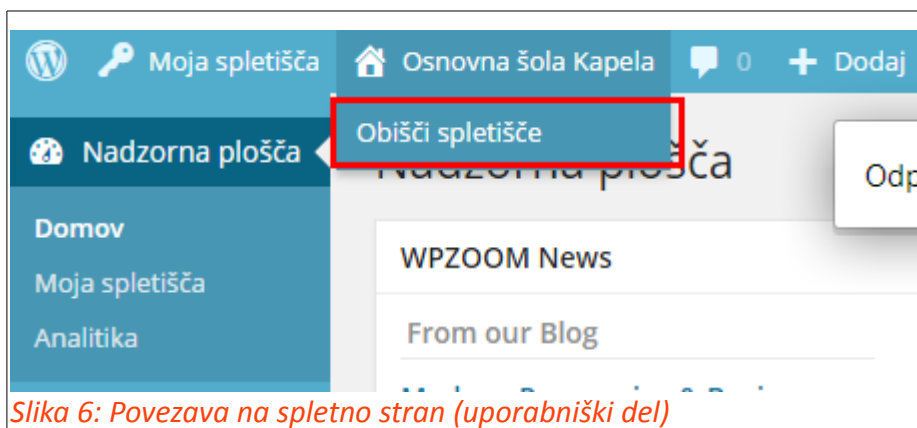 Moja spletišča Osnovna šola Kapela 0 Dodaj
Obišči spletišče
Nadzorna plošča
Nadzorna plošča
Odp
Domov
Moja spletišča
Analitika
WPZOOM News
From our Blog
Slika 6: Povezava na spletno stran (uporabniški del)